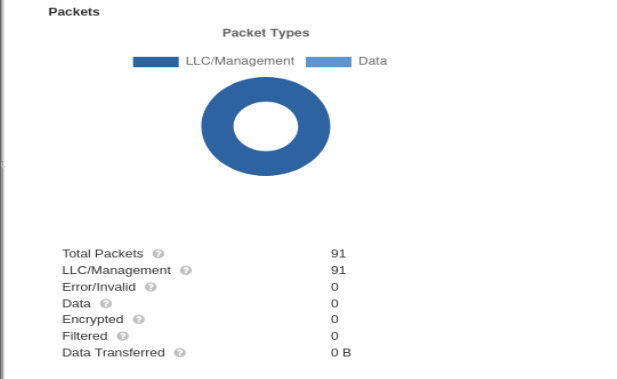 Packets
Packet Types
LLC/Management Data
Total Packets ? 91
LLC/Management ? 91
Error/Invalid ? 0
Data ? 0
Encrypted ? 0
Filtered ? 0
Data Transferred ? 0 B